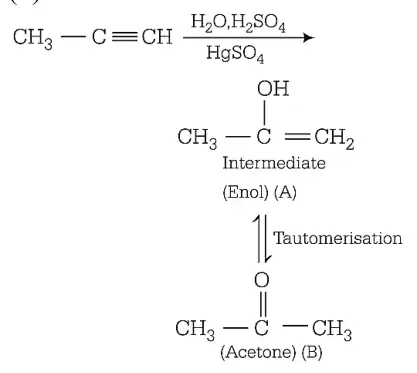 CH₃ — C ≡ CH H₂O,H₂SO₄
HgSO₄
OH
CH₃ — C = CH₂
Intermediate
(Enol) (A)
Tautomerisation
O
CH₃ — C — CH₃
(Acetone) (B)